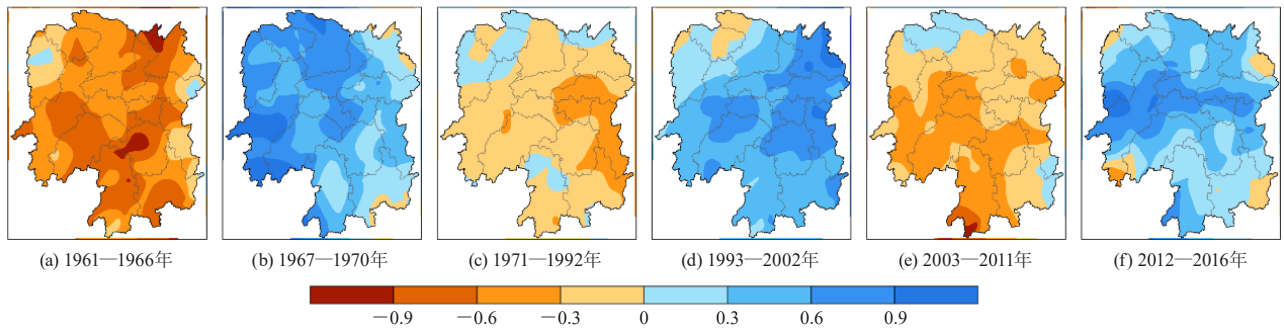 (a) 1961—1966年
(b) 1967—1970年
(c) 1971—1992年
(d) 1993—2002年
(e) 2003—2011年
(f) 2012—2016年
−0.9 −0.6 −0.3 0 0.3 0.6 0.9